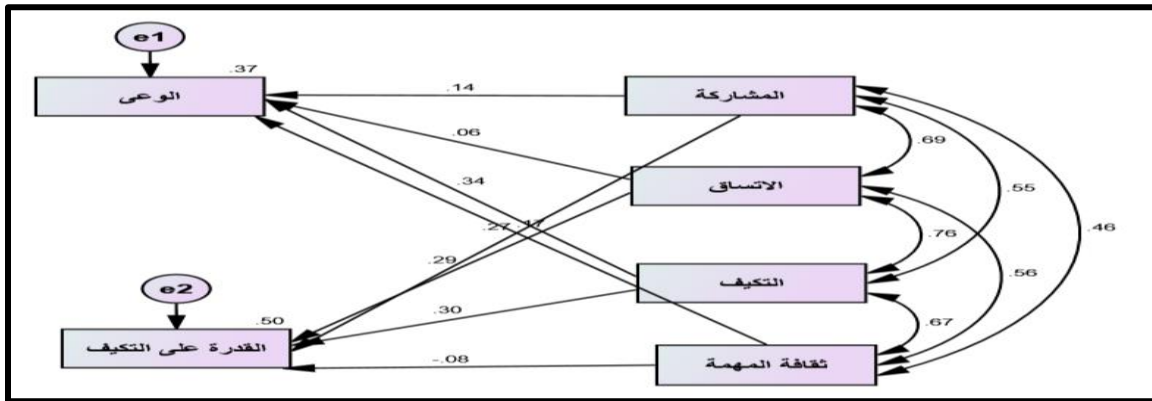 e1
.37
الوعى
.14
المشاركة
.06
.69
الاتساق
.34
.55
.27
.17
.76
.46
.29
.56
e2
.30
التكيف
.50
.67
القدرة على التكيف
-.08
ثقافة المهمة